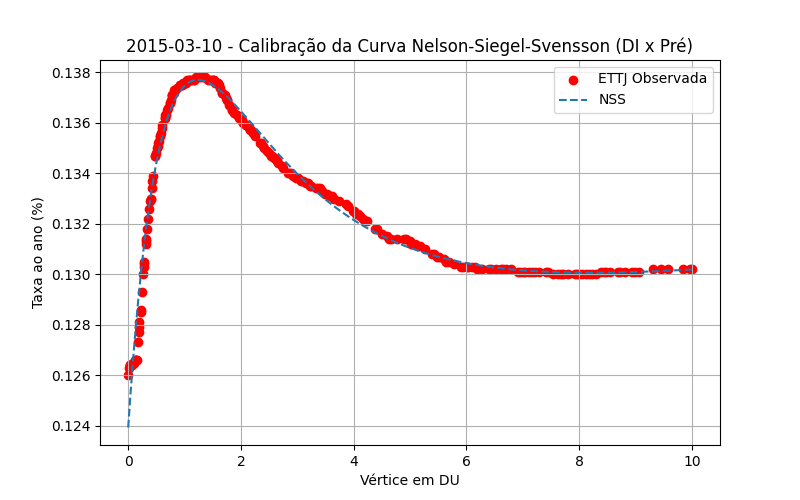 2015-03-10 - Calibração da Curva Nelson-Siegel-Svensson (DI x Pré)
ETTJ Observada
NSS
Taxa ao ano (%)
0.138
0.136
0.134
0.132
0.130
0.128
0.126
0.124
0
2
4
6
8
10
Vértice em DU